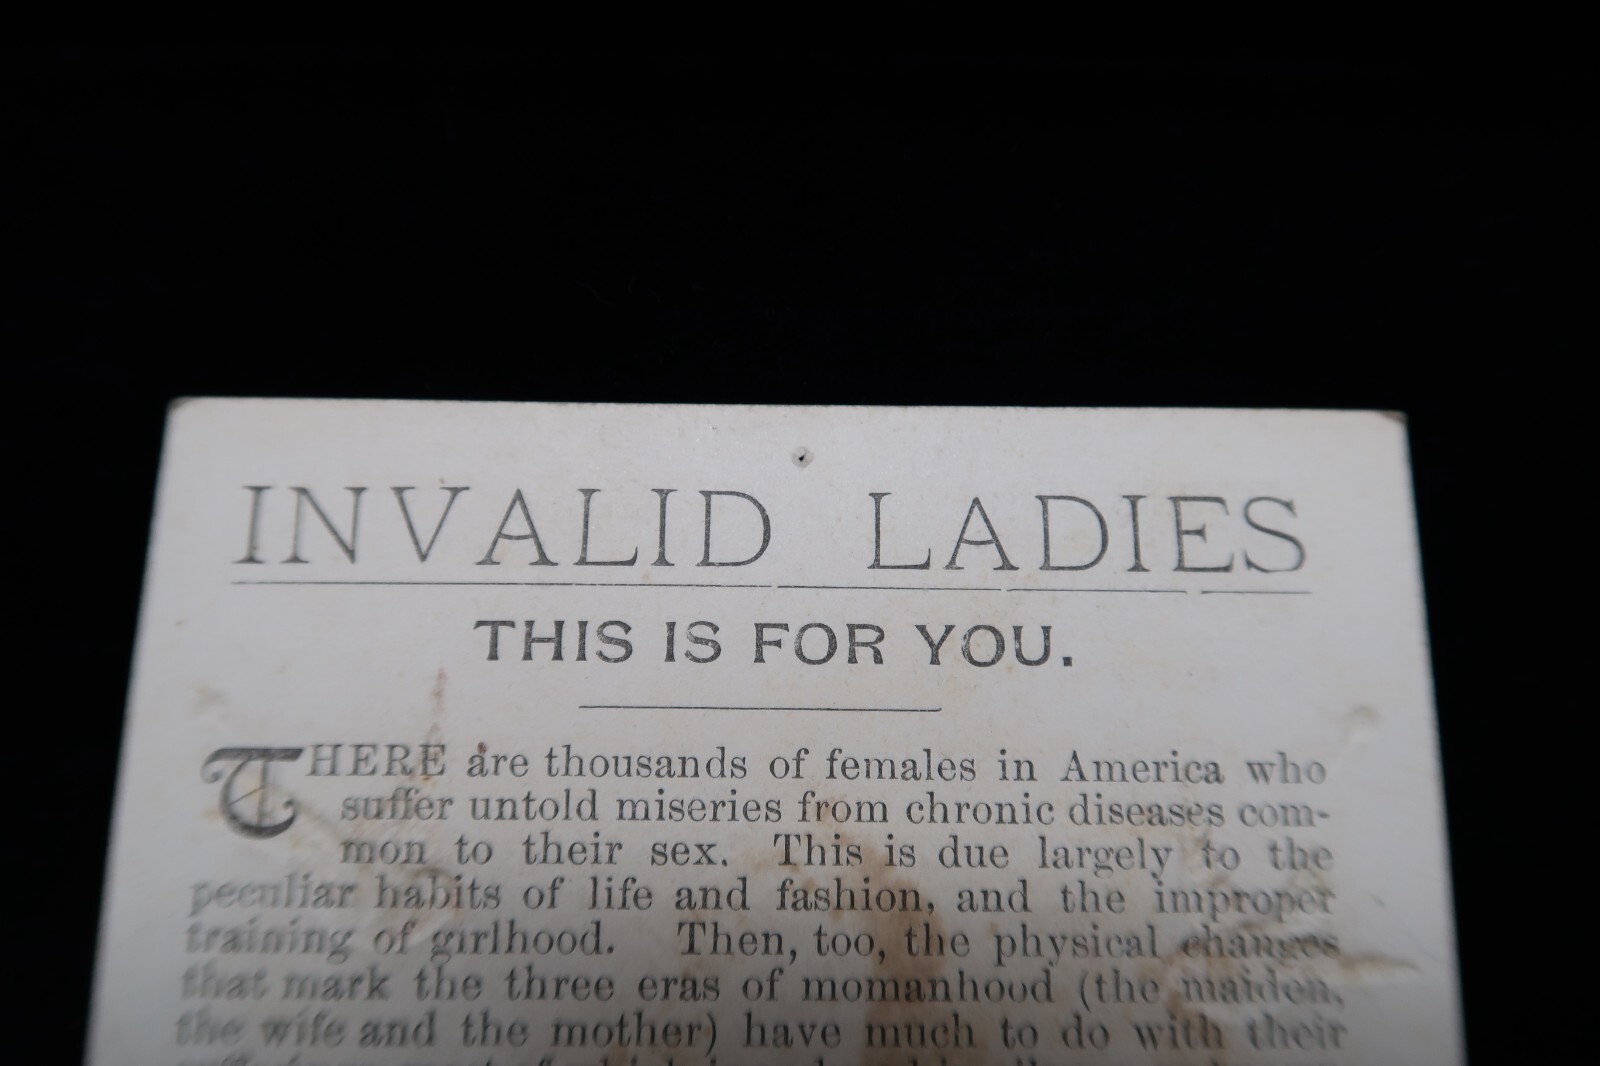 INVALID LADIES
THIS IS FOR YOU.
THERE are thousands of females in America who
suffer untold miseries from chronic diseases com-
mon to their sex. This is due largely to the
peculiar habits of life and fashion, and the improper
training of girlhood. Then, too, the physical changes
that mark the three eras of momanhood (the maiden,
the wife and the mother) have much to do with their